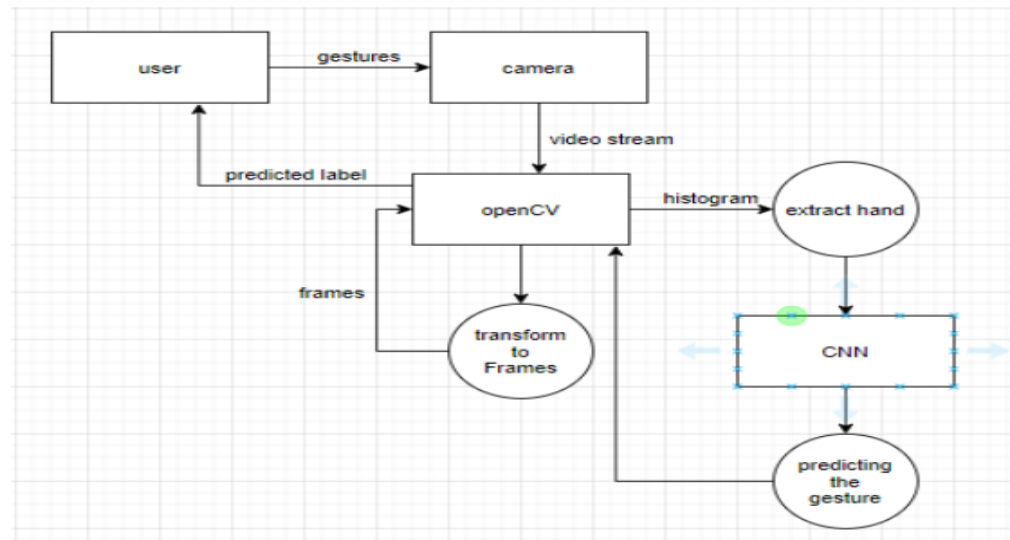 user
gestures
camera
video stream
predicted label
openCV
histogram
extract hand
frames
transform
to
Frames
CNN
predicting
the
gesture